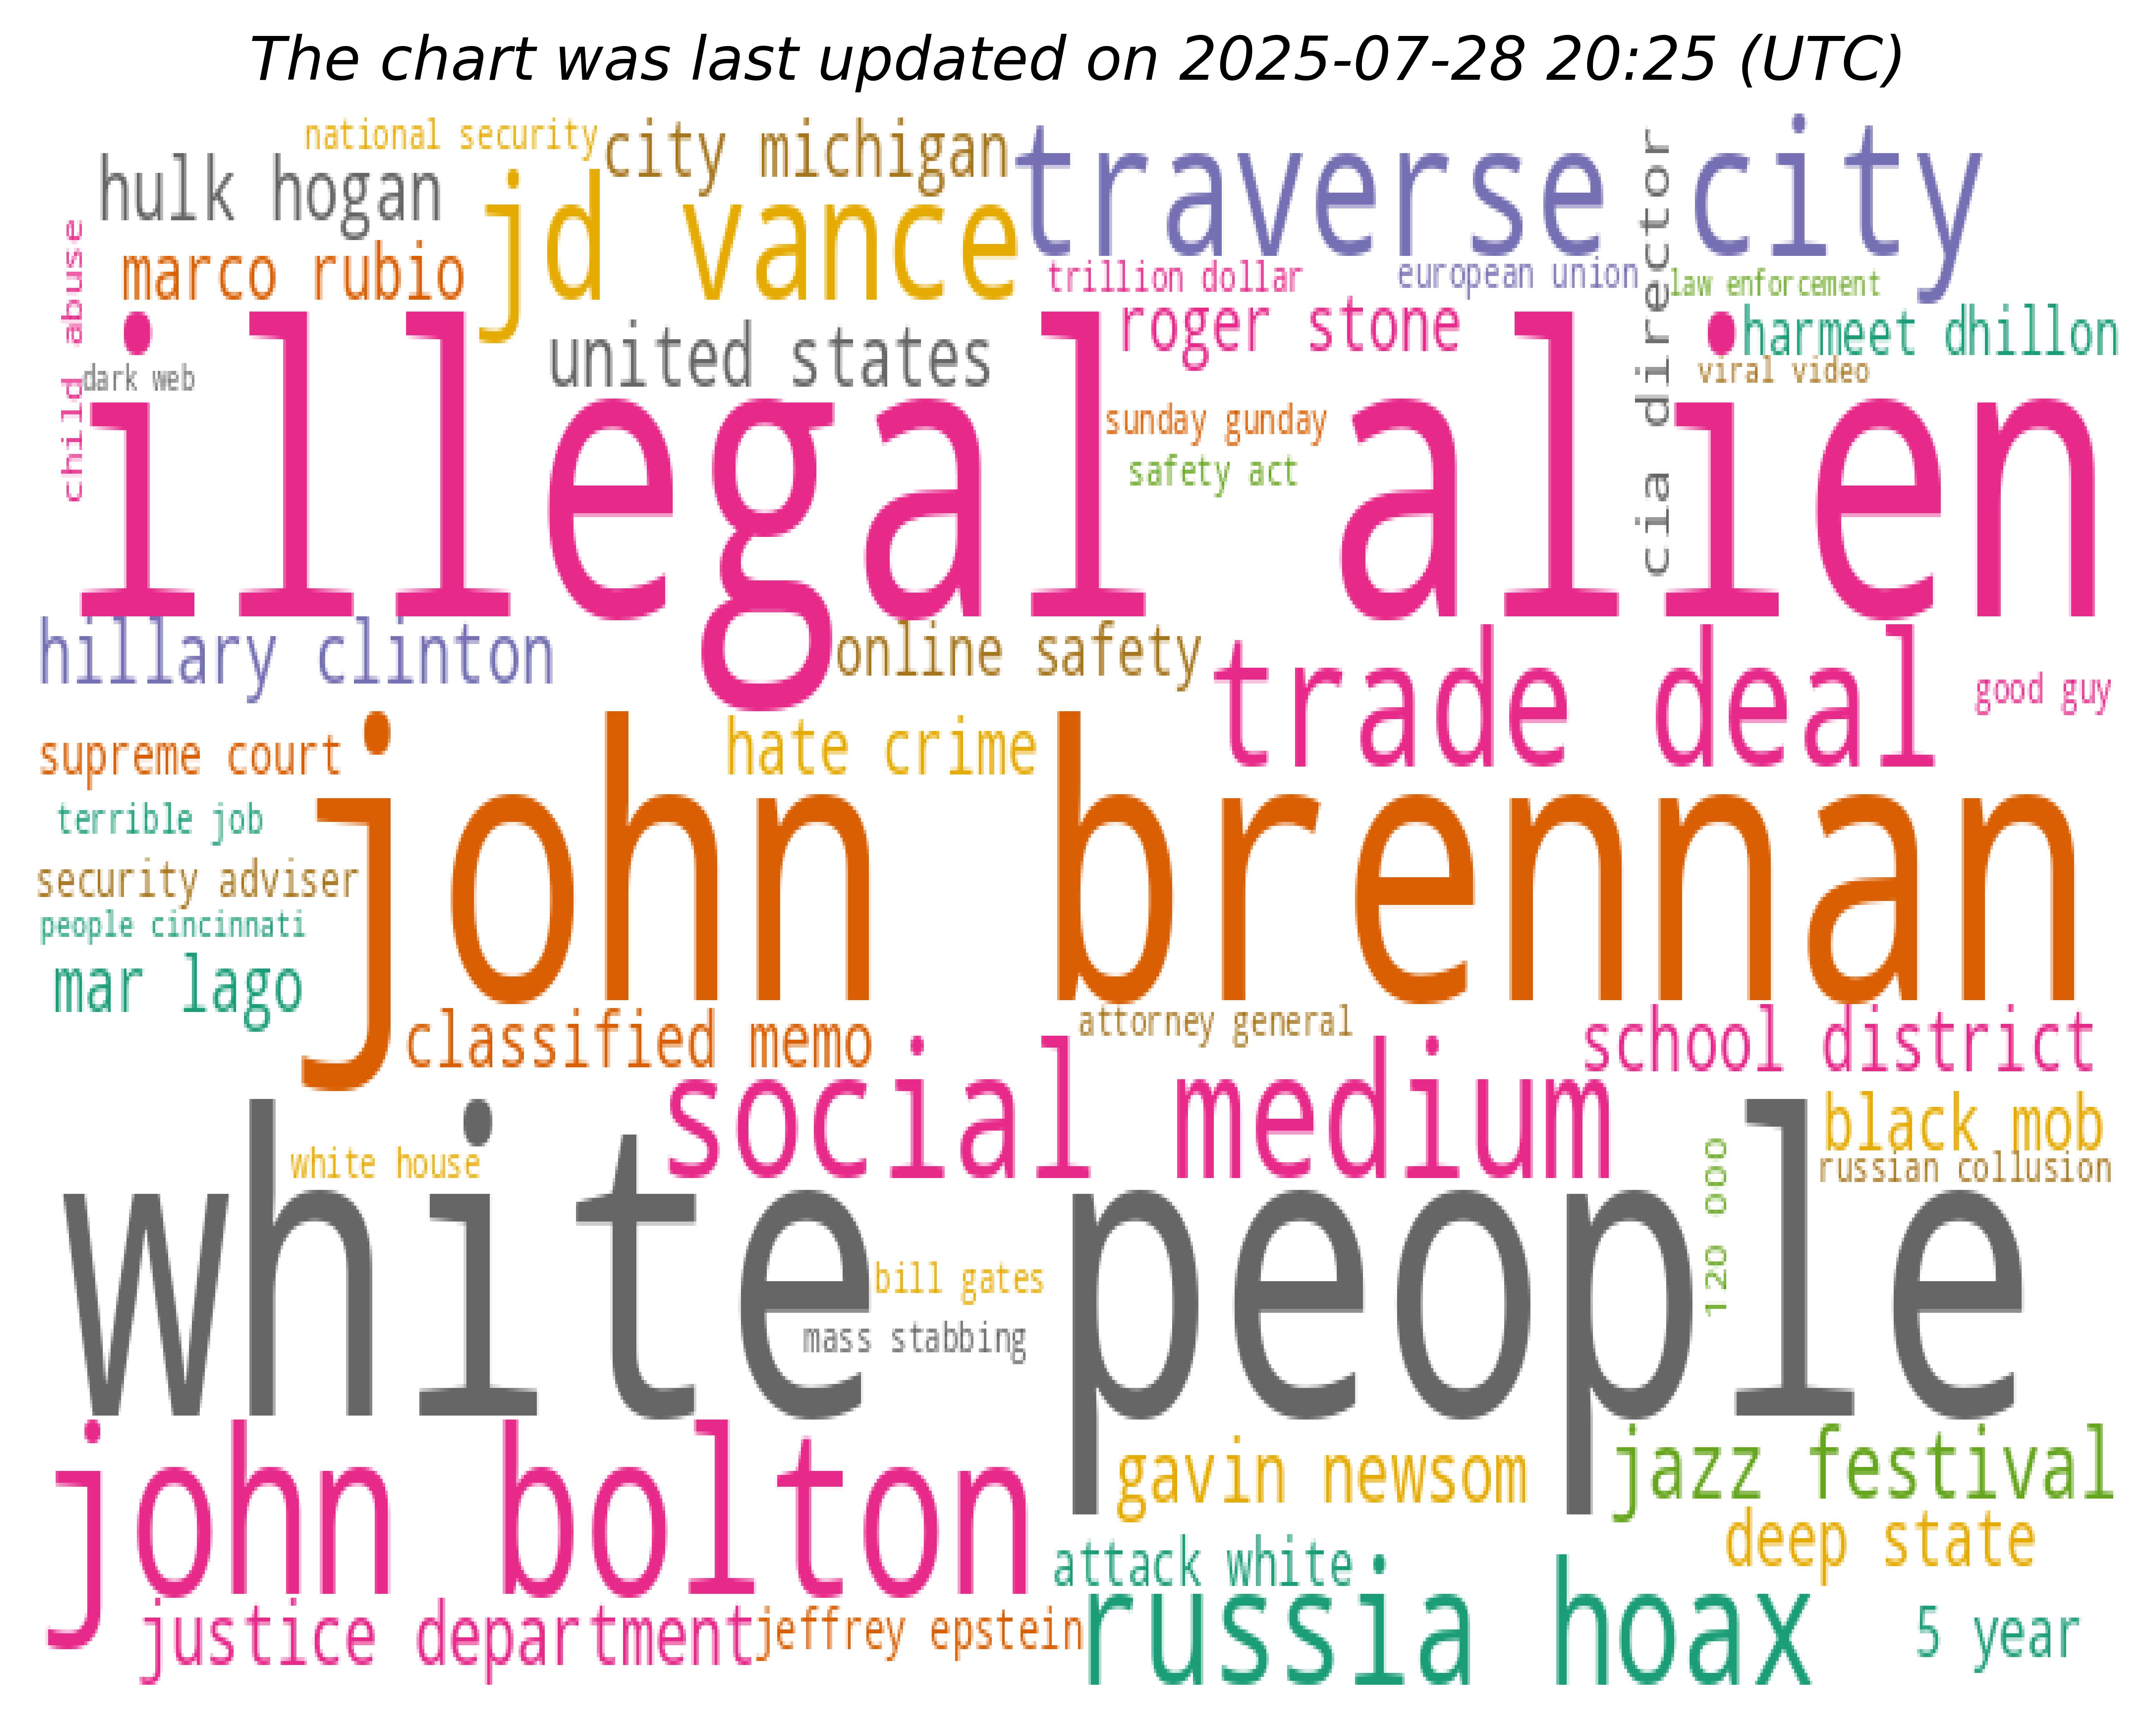 The chart was last updated on 2025-07-28 20:25 (UTC)
national security
city michigan
traverse city
hulk hogan
jd vance
cia director
child abuse
marco rubio
trillion dollar
european union
law enforcement
roger stone
harmeet dhillon
united states
dark web
viral video
illegal alien
sunday gunday
safety act
hillary clinton
online safety
trade deal
good guy
supreme court
hate crime
terrible job
john brennan
security adviser
people cincinnati
mar lago
classified memo
attorney general
school district
social medium
black mob
white house
russian collusion
120 000
white people
bill gates
mass stabbing
john bolton
gavin newsom
jazz festival
attack white
deep state
justice department
jeffrey epstein
russia hoax
5 year